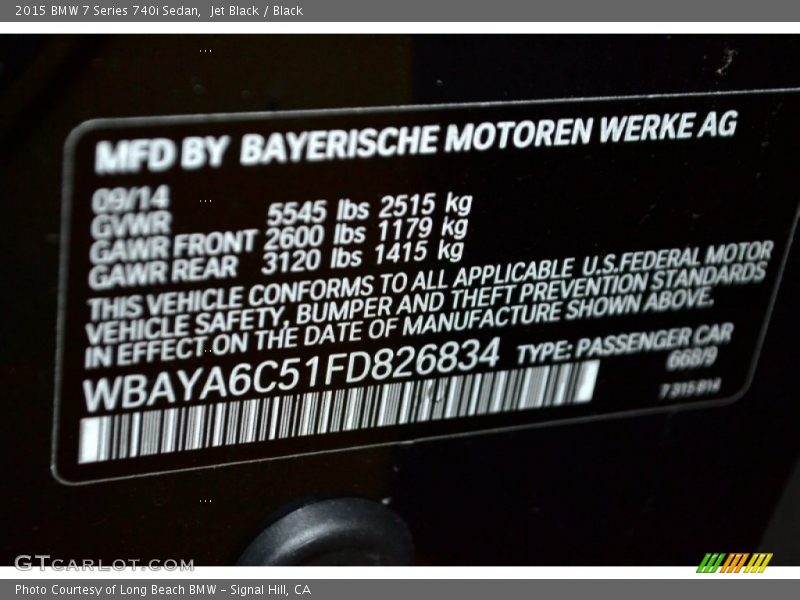 2015 BMW 7 Series 740i Sedan,  Jet Black / Black
MFD BY BAYERISCHE MOTOREN WERKE AG
09/14
GVWR 5545 lbs 2515 kg
GAWR FRONT 2600 lbs 1179 kg
GAWR REAR 3120 lbs 1415 kg
THIS VEHICLE CONFORMS TO ALL APPLICABLE U.S.FEDERAL MOTOR
VEHICLE SAFETY, BUMPER AND THEFT PREVENTION STANDARDS
IN EFFECT ON THE DATE OF MANUFACTURE SHOWN ABOVE.
WBAYA6C51FD826834 TYPE: PASSENGER CAR
668/9
7 315 814
GTCARLOT.COM
Photo Courtesy of Long Beach BMW - Signal Hill, CA